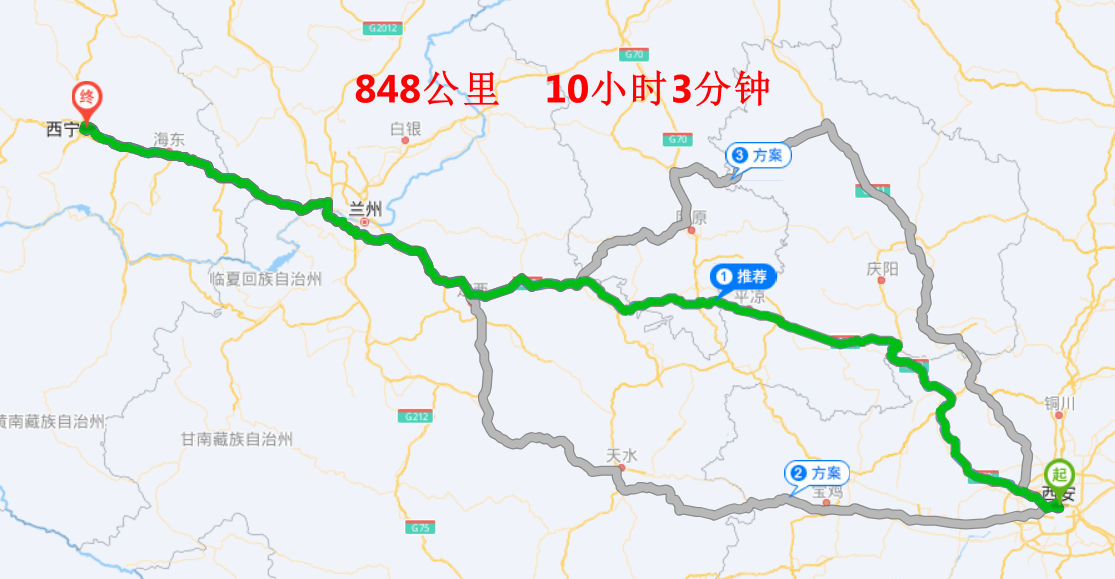 G2012
G70
848公里 10小时3分钟
终
西宁
海东
白银
G70
3 方案
兰州
庆阳
临夏回族自治州
1 推荐
平凉
铜川
G212
黄南藏族自治州
甘南藏族自治州
天水
2 方案
宝鸡
起
西安
G75